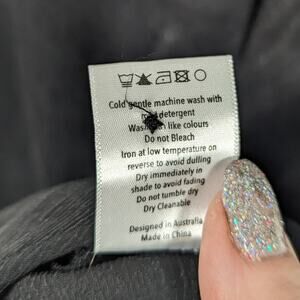 Cold gentle machine wash with
mild detergent
Wash with like colours
Do not Bleach
Iron at low temperature on
reverse to avoid dulling
Dry immediately in
shade to avoid fading
Do not tumble dry
Dry Cleanable
Designed in Australia
Made in China